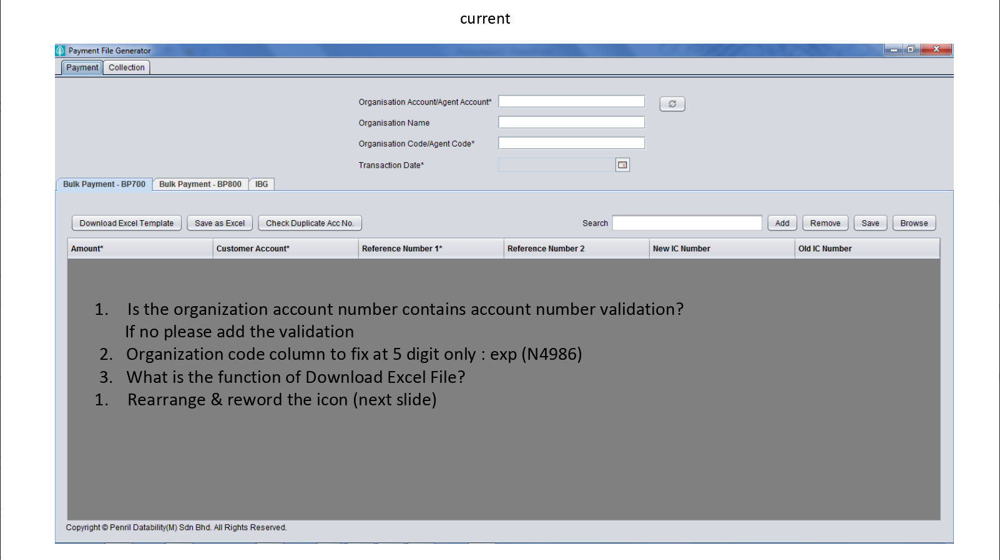 current
Payment File Generator
Payment Collection
Organisation Account/Agent Account*
Organisation Name
Organisation Code/Agent Code*
Transaction Date*
Bulk Payment - BP700 Bulk Payment - BP800 IBG
Download Excel Template Save as Excel Check Duplicate Acc No. Search Add Remove Save Browse
Amount* Customer Account* Reference Number 1* Reference Number 2 New IC Number Old IC Number
1. Is the organization account number contains account number validation?
If no please add the validation
2. Organization code column to fix at 5 digit only : exp (N4986)
3. What is the function of Download Excel File?
1. Rearrange & reword the icon (next slide)
Copyright © Penril Datability(M) Sdn Bhd. All Rights Reserved.